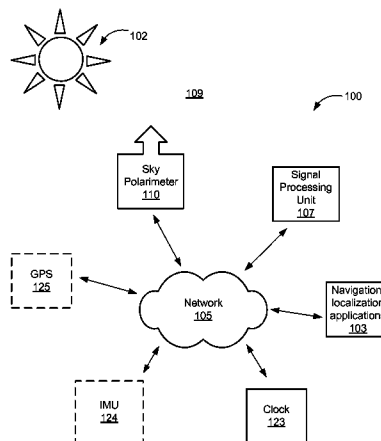 102
109
100
Sky
Polarimeter
110
Signal
Processing
Unit
107
GPS
125
Network
105
Navigation
localization
applications
103
IMU
124
Clock
123